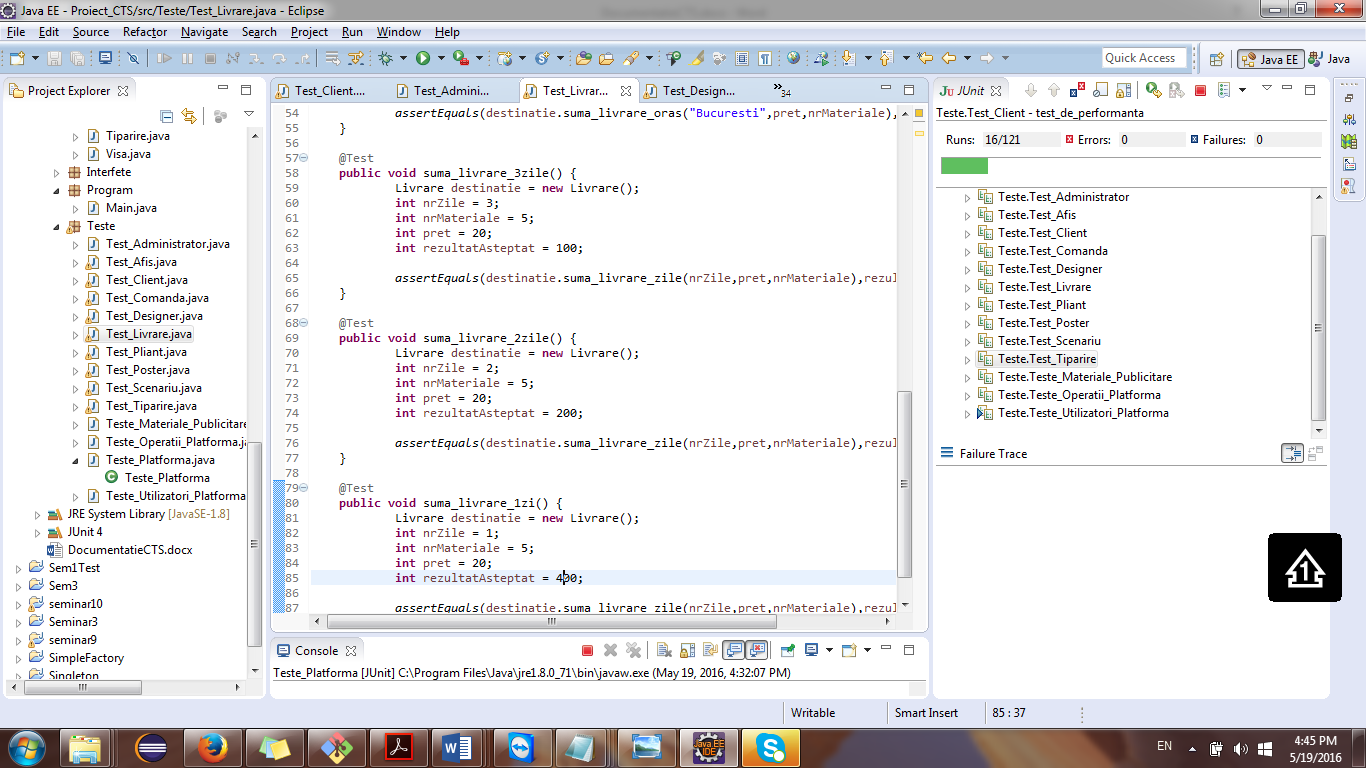 Java EE - Proiect_CTS/src/Teste/Test_Livrare.java - Eclipse
File Edit Source Refactor Navigate Search Project Run Window Help
Quick Access
Java EE
Java
Project Explorer
Tiparire.java
Visa.java
Interfete
Program
Main.java
Teste
Test_Administrator.java
Test_Afis.java
Test_Client.java
Test_Comanda.java
Test_Designer.java
Test_Livrare.java
Test_Pliant.java
Test_Poster.java
Test_Scenariu.java
Test_Tiparire.java
Teste_Materiale_Publicitare
Teste_Operatii_Platforma.ja
Teste_Platforma.java
Teste_Platforma
Teste_Utilizatori_Platforma
JRE System Library [JavaSE-1.8]
JUnit 4
DocumentatieCTS.docx
Sem1Test
Sem3
seminar10
Seminar3
seminar9
SimpleFactory
Singleton
Test_Client....
Test_Admini...
Test_Livrar...
Test_Design...
»34
54 assertEquals(destinatie.suma_livrare_oras("Bucuresti",pret,nrMateriale),
55 }
56
57 @Test
58 public void suma_livrare_3zile() {
59 Livrare destinatie = new Livrare();
60 int nrZile = 3;
61 int nrMateriale = 5;
62 int pret = 20;
63 int rezultatAsteptat = 100;
64
65 assertEquals(destinatie.suma_livrare_zile(nrZile,pret,nrMateriale),rezul
66 }
67
68 @Test
69 public void suma_livrare_2zile() {
70 Livrare destinatie = new Livrare();
71 int nrZile = 2;
72 int nrMateriale = 5;
73 int pret = 20;
74 int rezultatAsteptat = 200;
75
76 assertEquals(destinatie.suma_livrare_zile(nrZile,pret,nrMateriale),rezul
77 }
78
79 @Test
80 public void suma_livrare_1zi() {
81 Livrare destinatie = new Livrare();
82 int nrZile = 1;
83 int nrMateriale = 5;
84 int pret = 20;
85 int rezultatAsteptat = 400;
86
87 assertEquals(destinatie.suma_livrare_zile(nrZile,pret,nrMateriale),rezul
Console
Teste_Platforma [JUnit] C:\Program Files\Java\jre1.8.0_71\bin\javaw.exe (May 19, 2016, 4:32:07 PM)
JU JUnit
Teste.Test_Client - test_de_performanta
Runs: 16/121 Errors: 0 Failures: 0
Teste.Test_Administrator
Teste.Test_Afis
Teste.Test_Client
Teste.Test_Comanda
Teste.Test_Designer
Teste.Test_Livrare
Teste.Test_Pliant
Teste.Test_Poster
Teste.Test_Scenariu
Teste.Test_Tiparire
Teste.Teste_Materiale_Publicitare
Teste.Teste_Operatii_Platforma
Teste.Teste_Utilizatori_Platforma
Failure Trace
1
Writable
Smart Insert
85 : 37
Java EE
IDE
EN
4:45 PM
5/19/2016